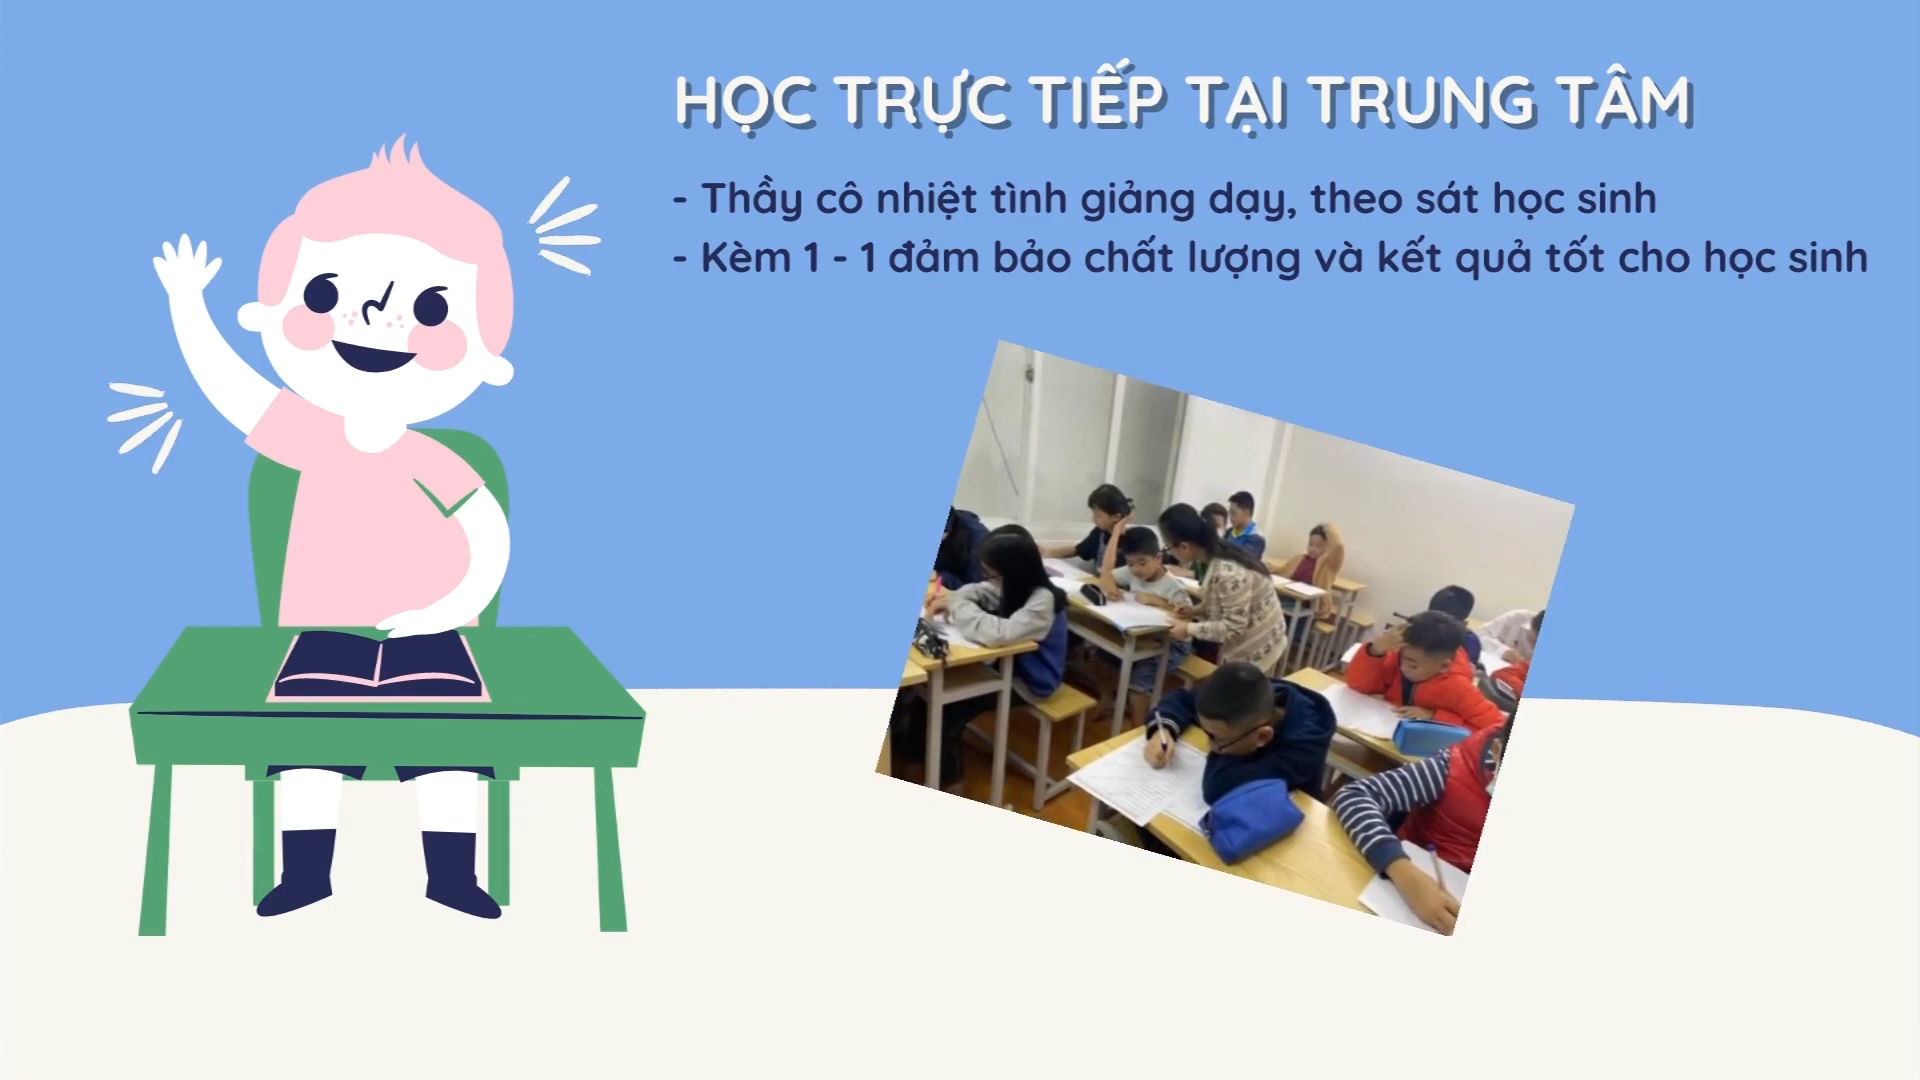 HỌC TRỰC TIẾP TẠI TRUNG TÂM
- Thầy cô nhiệt tình giảng dạy, theo sát học sinh
- Kèm 1 - 1 đảm bảo chất lượng và kết quả tốt cho học sinh